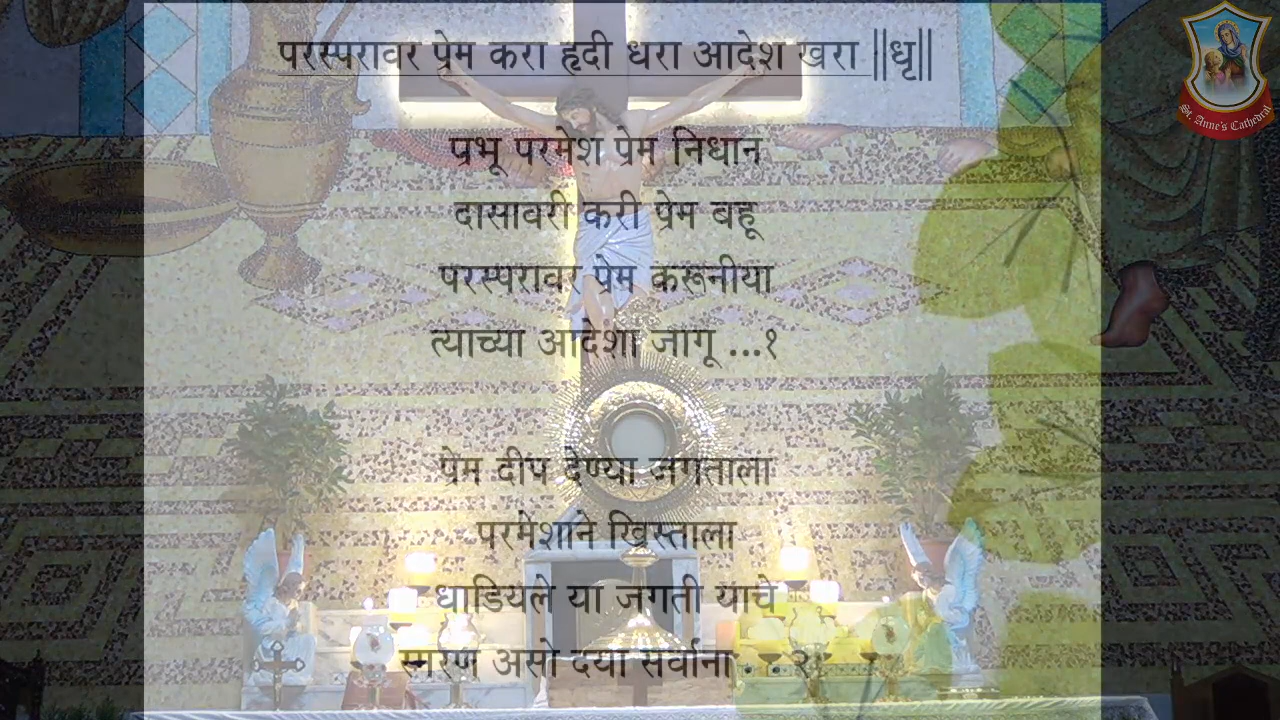 परस्परावर प्रेम करा हृदी धरा आदेश खरा ||धृ||
प्रभू परमेश प्रेम निधान
दासावरी करी प्रेम बहू
परस्परावर प्रेम करूनीया
त्याच्या आदेशा जागू ...१
प्रेम दीप देण्या जगताला
परमेशाने ख्रिस्ताला
धाडियले या जगती याचे
स्मरण असो दया सर्वाना ...२
St. Anne's Cathedral